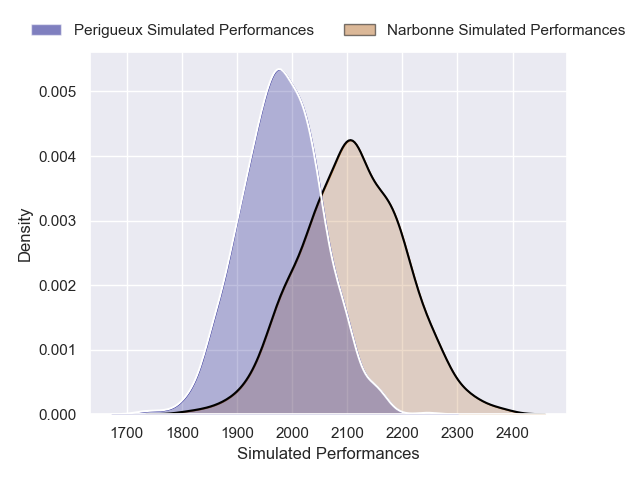 Perigueux Simulated Performances
Narbonne Simulated Performances
0.005
0.004
0.003
0.002
0.001
0.000
Density
1700 1800 1900 2000 2100 2200 2300 2400
Simulated Performances